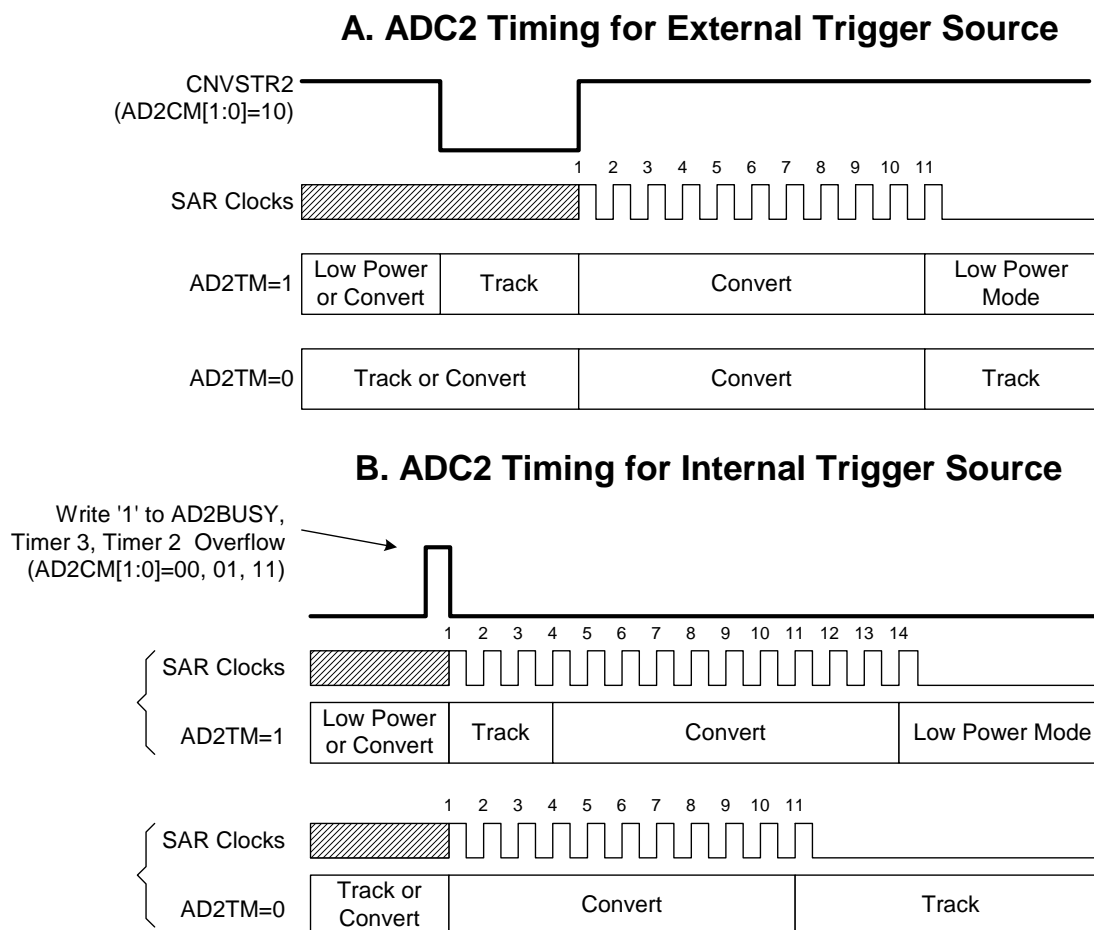 A. ADC2 Timing for External Trigger Source
CNVSTR2
(AD2CM[1:0]=10)
1 2 3 4 5 6 7 8 9 10 11
SAR Clocks
AD2TM=1
Low Power
or Convert
Track
Convert
Low Power
Mode
AD2TM=0
Track or Convert
Convert
Track
B. ADC2 Timing for Internal Trigger Source
Write '1' to AD2BUSY,
Timer 3, Timer 2 Overflow
(AD2CM[1:0]=00, 01, 11)
1 2 3 4 5 6 7 8 9 10 11 12 13 14
SAR Clocks
AD2TM=1
Low Power
or Convert
Track
Convert
Low Power Mode
1 2 3 4 5 6 7 8 9 10 11
SAR Clocks
AD2TM=0
Track or
Convert
Convert
Track